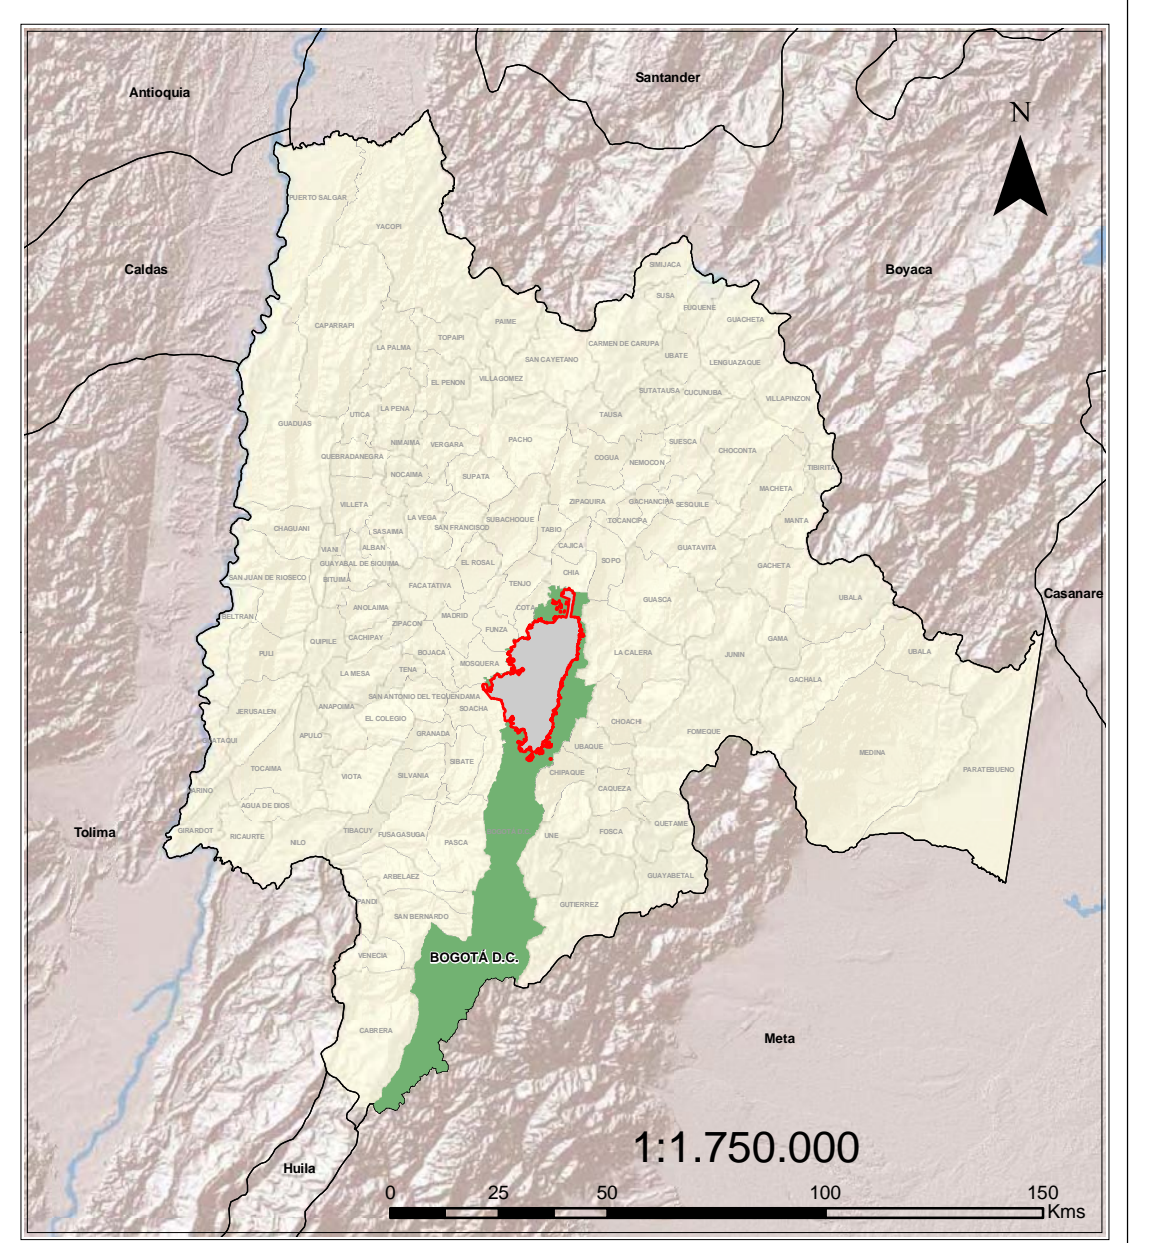 Santander
Antioquia
N
PUERTO SALGAR
YACOPI
SIMIJACA
Caldas
Boyaca
SUSA
FUQUENE
GUACHETA
PAIME
CAPARRAPI
TOPAIPI
LA PALMA
CARMEN DE CARUPA
UBATE
SAN CAYETANO
LENGUAZAQUE
EL PENON
VILLAGOMEZ
SUTATAUSA
CUCUNUBA
VILLAPINZON
LA PENA
UTICA
TAUSA
GUADUAS
NIMAIMA
VERGARA
PACHO
SUESCA
CHOCONTA
QUEBRADANEGRA
COGUA
NEMOCON
TIBIRITA
NOCAIMA
SUPATA
MACHETA
VILLETA
ZIPAQUIRA
GACHANCIPA
SESQUILE
LA VEGA
SUBACHOQUE
TOCANCIPA
MANTA
CHAGUANI
SASAIMA
SAN FRANCISCO
TABIO
VIANI
ALBAN
CAJICA
GUATAVITA
GUAYABAL DE SIQUIMA
EL ROSAL
SOPO
GACHETA
SAN JUAN DE RIOSECO
BITUIMA
FACATATIVA
TENJO
CHIA
Casanare
ANOLAIMA
COTA
GUASCA
UBALA
BELTRAN
ZIPACON
MADRID
FUNZA
QUIPILE
CACHIPAY
GAMA
PULI
BOJACA
MOSQUERA
LA CALERA
JUNIN
UBALA
LA MESA
TENA
GACHALA
SAN ANTONIO DEL TEQUENDAMA
JERUSALEN
ANAPOIMA
SOACHA
EL COLEGIO
CHOACHI
ATAQUI
APULO
GRANADA
FOMEQUE
UBAQUE
MEDINA
TOCAIMA
VIOTA
SILVANIA
SIBATE
CHIPAQUE
PARATEBUENO
ARINO
CAQUEZA
AGUA DE DIOS
Tolima
GIRARDOT
RICAURTE
NILO
TIBACUY
FUSAGASUGA
PASCA
UNE
FOSCA
QUETAME
ARBELAEZ
GUAYABETAL
PANDI
SAN BERNARDO
GUTIERREZ
VENECIA
BOGOTÁ D.C.
CABRERA
Meta
1:1.750.000
Huila
0 25 50 100 150
Kms